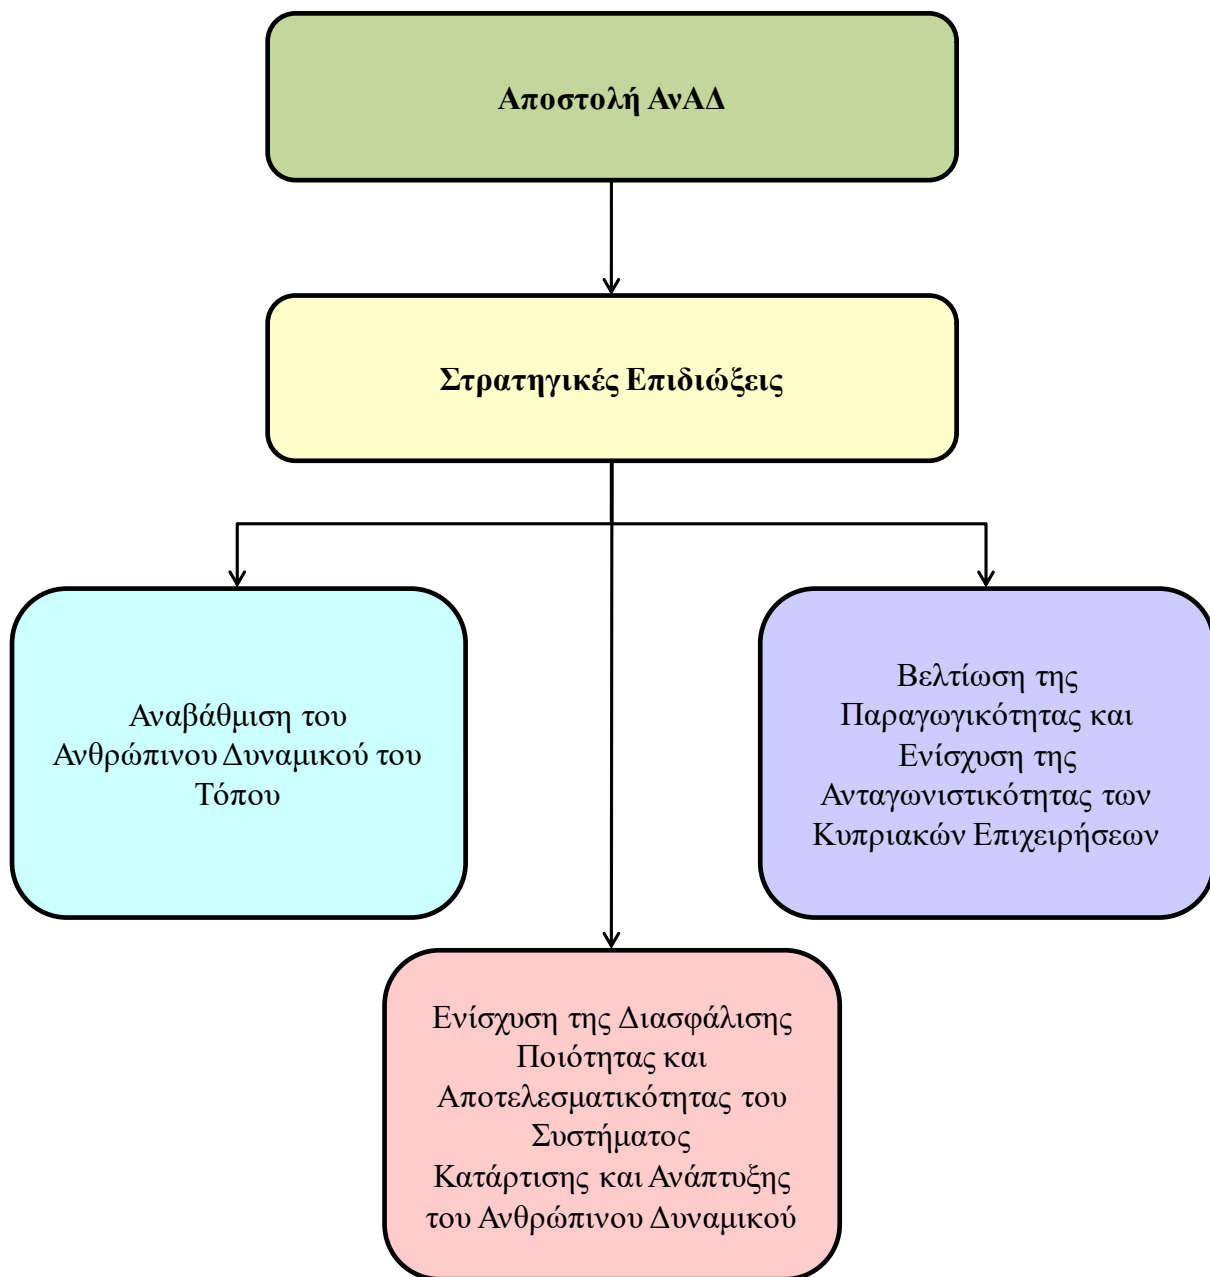 Αποστολή ΑνΑΔ
Στρατηγικές Επιδιώξεις
Αναβάθμιση του
Ανθρώπινου Δυναμικού του
Τόπου
Βελτίωση της
Παραγωγικότητας και
Ενίσχυση της
Ανταγωνιστικότητας των
Κυπριακών Επιχειρήσεων
Ενίσχυση της Διασφάλισης
Ποιότητας και
Αποτελεσματικότητας του
Συστήματος
Κατάρτισης και Ανάπτυξης
του Ανθρώπινου Δυναμικού